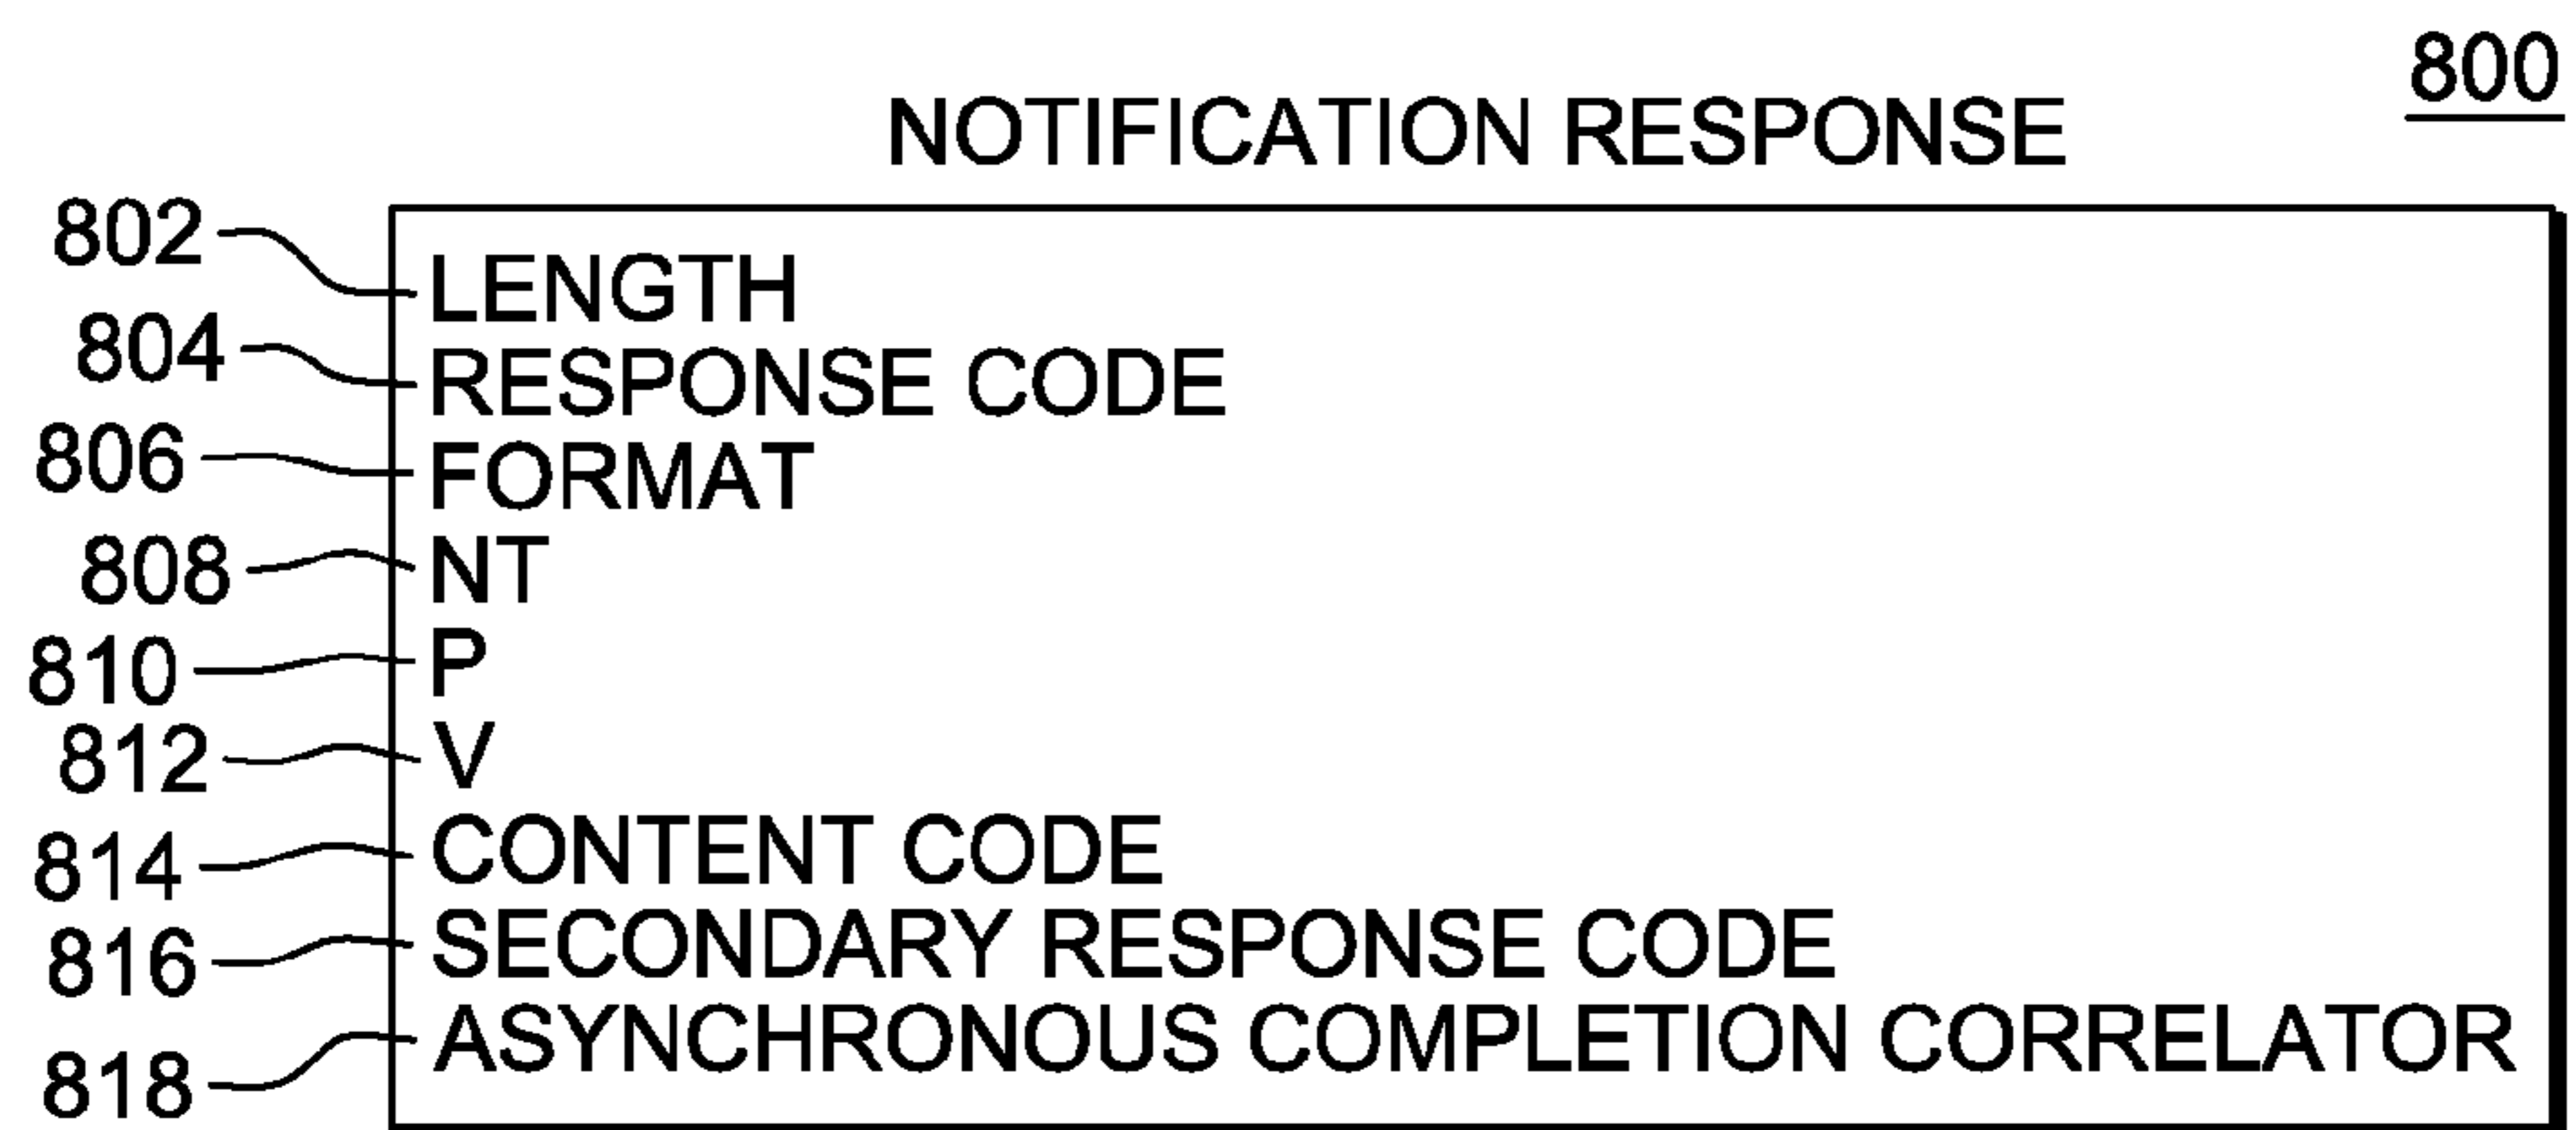 800
NOTIFICATION RESPONSE
802 LENGTH
804 RESPONSE CODE
806 FORMAT
808 NT
810 P
812 V
814 CONTENT CODE
816 SECONDARY RESPONSE CODE
818 ASYNCHRONOUS COMPLETION CORRELATOR